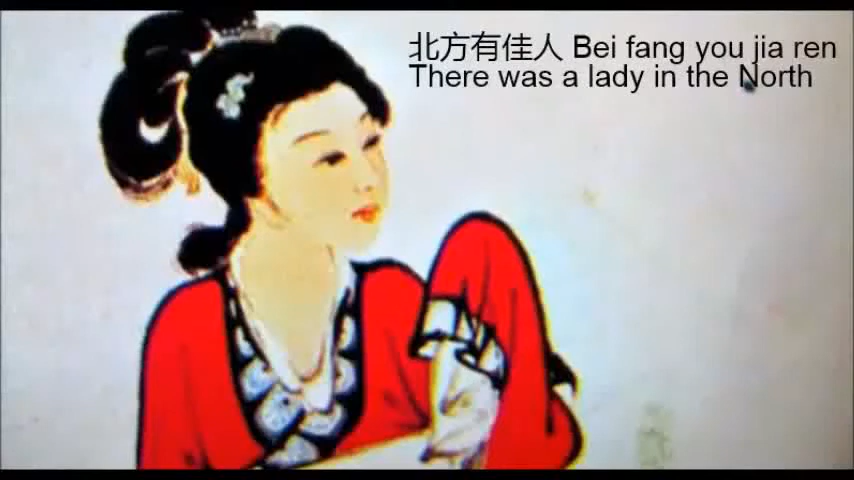 北方有佳人 Bei fang you jia ren
There was a lady in the North